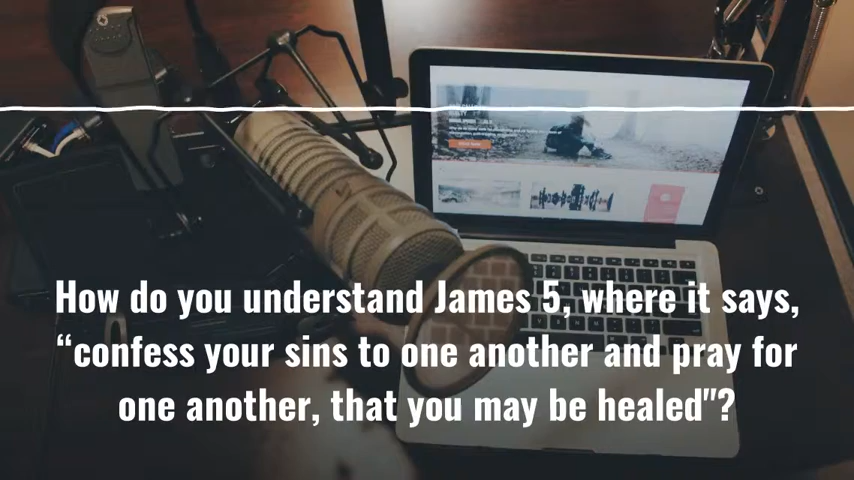 How do you understand James 5, where it says,
“confess your sins to one another and pray for
one another, that you may be healed"?